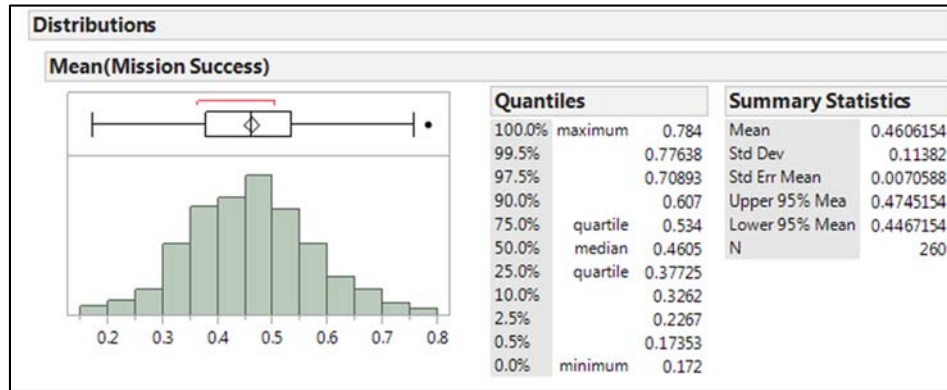 Distributions
Mean(Mission Success)
Quantiles
100.0% maximum 0.784
99.5% 0.77638
97.5% 0.70893
90.0% 0.607
75.0% quartile 0.534
50.0% median 0.4605
25.0% quartile 0.37725
10.0% 0.3262
2.5% 0.2267
0.5% 0.17353
0.0% minimum 0.172
Summary Statistics
Mean 0.4606154
Std Dev 0.11382
Std Err Mean 0.0070588
Upper 95% Mea 0.4745154
Lower 95% Mean 0.4467154
N 260
0.2 0.3 0.4 0.5 0.6 0.7 0.8